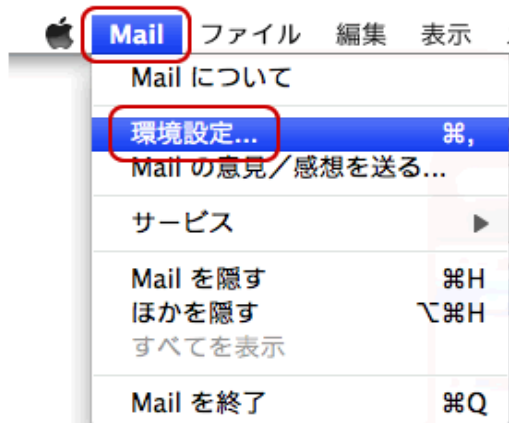 Mail ファイル 編集 表示
Mail について
環境設定... ⌘,
Mail の意見／感想を送る...
サービス ▶
Mail を隠す ⌘H
ほかを隠す ⌥⌘H
すべてを表示
Mail を終了 ⌘Q